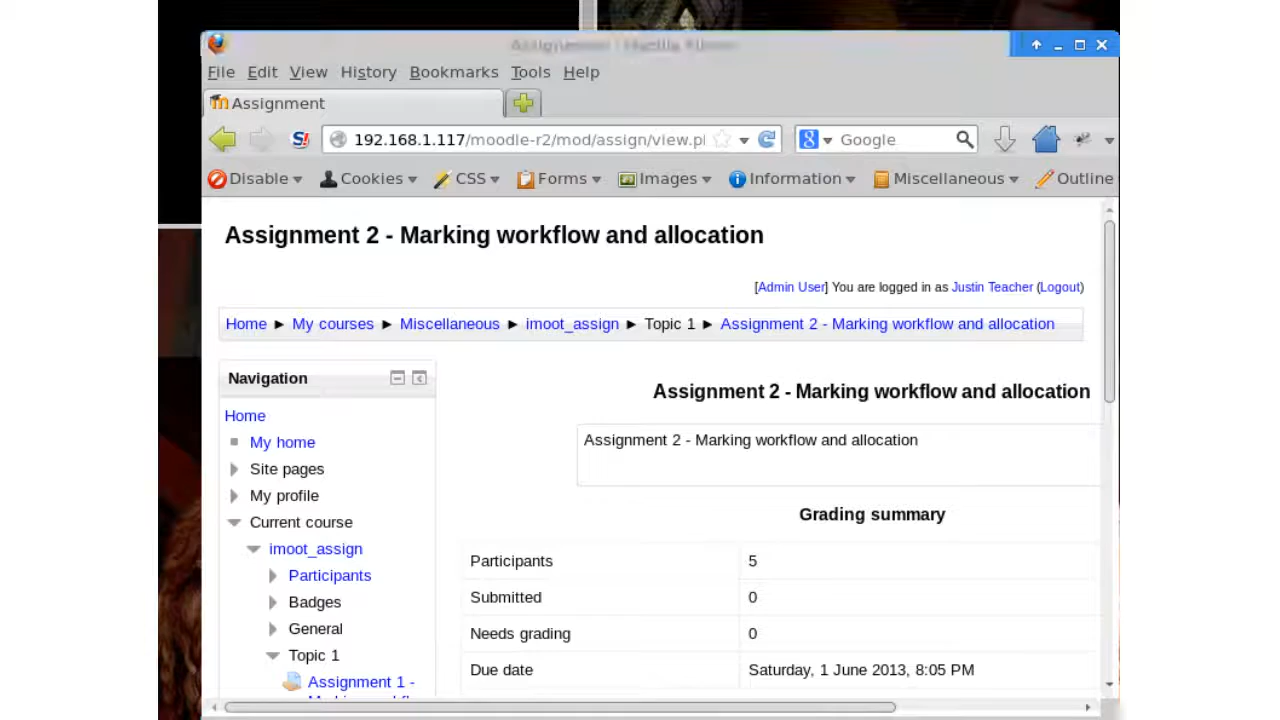 File Edit View History Bookmarks Tools Help
Assignment
192.168.1.117/moodle-r2/mod/assign/view.p
Google
Disable Cookies CSS Forms Images Information Miscellaneous Outline
Assignment 2 - Marking workflow and allocation
[Admin User] You are logged in as Justin Teacher (Logout)
Home ► My courses ► Miscellaneous ► imoot_assign ► Topic 1 ► Assignment 2 - Marking workflow and allocation
Navigation
Home
My home
Site pages
My profile
Current course
imoot_assign
Participants
Badges
General
Topic 1
Assignment 1 -
Assignment 2 - Marking workflow and allocation
Assignment 2 - Marking workflow and allocation
Grading summary
Participants 5
Submitted 0
Needs grading 0
Due date Saturday, 1 June 2013, 8:05 PM